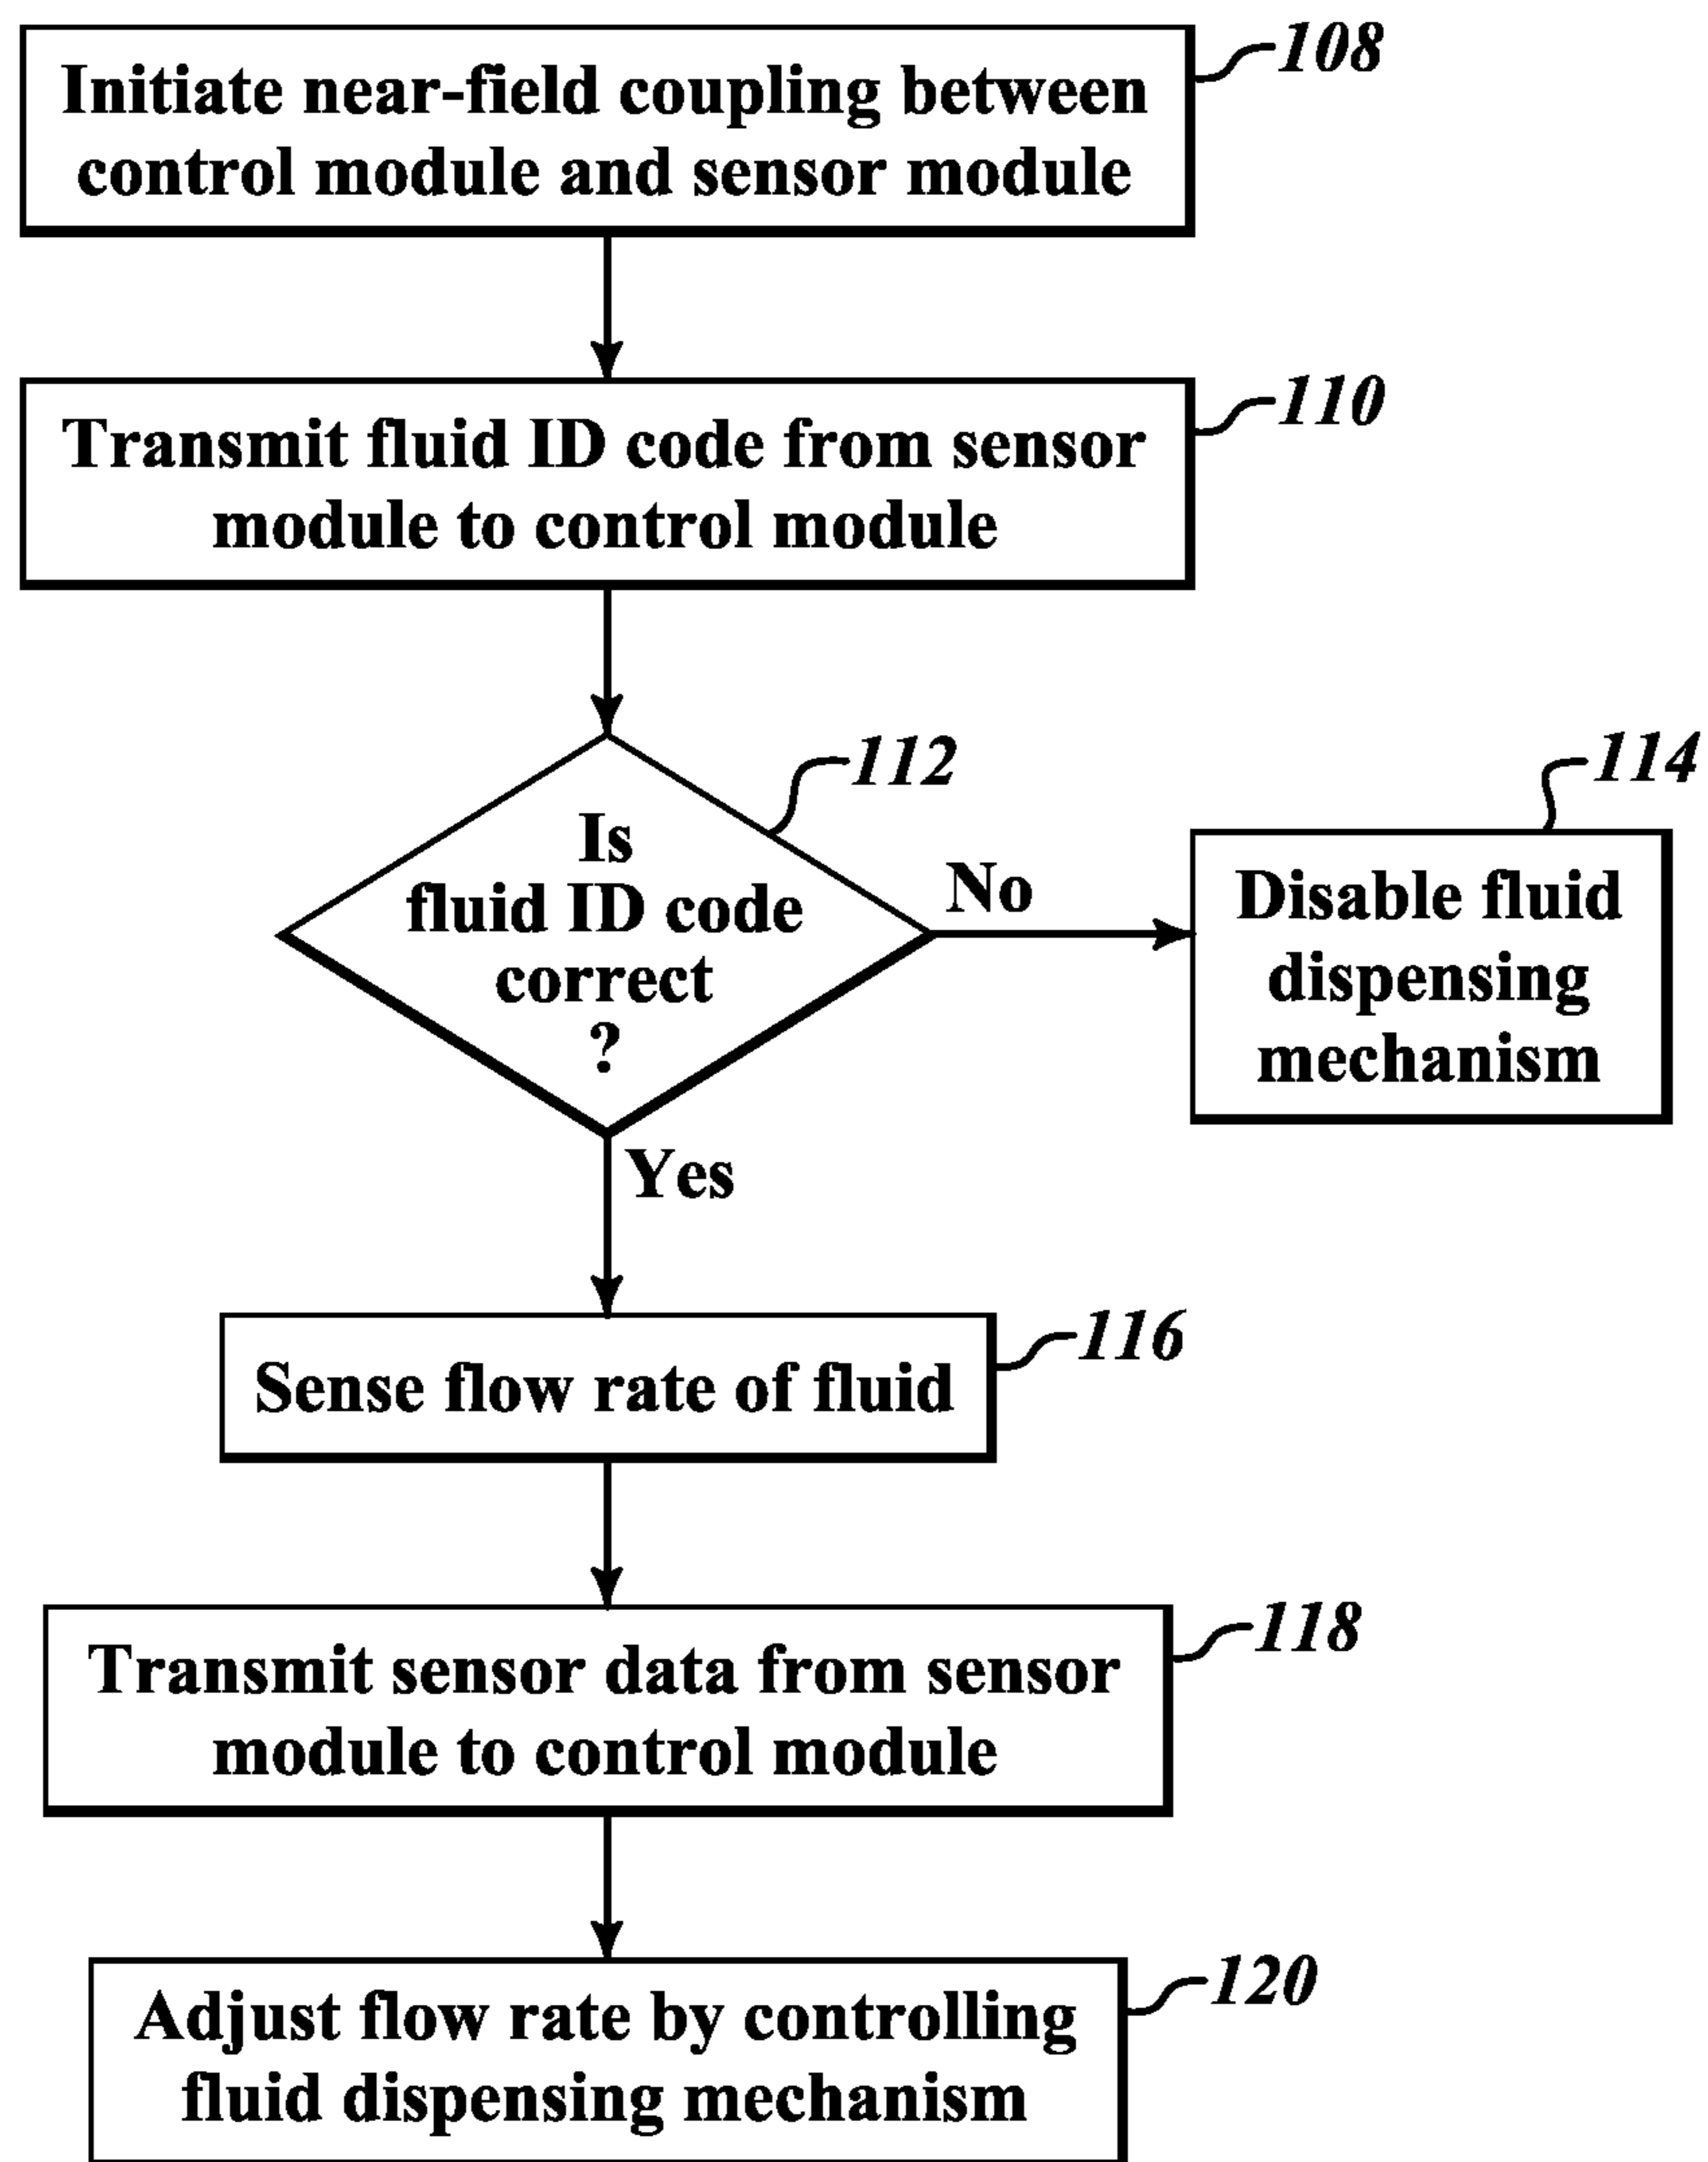 108
Initiate near-field coupling between
control module and sensor module
110
Transmit fluid ID code from sensor
module to control module
112
Is
fluid ID code
correct
?
No
114
Disable fluid
dispensing
mechanism
Yes
116
Sense flow rate of fluid
118
Transmit sensor data from sensor
module to control module
120
Adjust flow rate by controlling
fluid dispensing mechanism